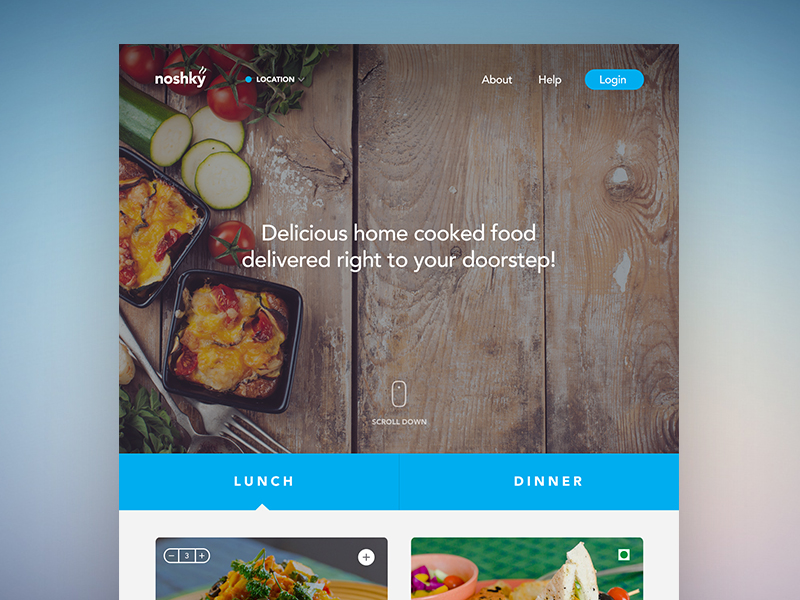 noshky
LOCATION
About
Help
Login
Delicious home cooked food
delivered right to your doorstep!
SCROLL DOWN
LUNCH
DINNER
− 3 +
+